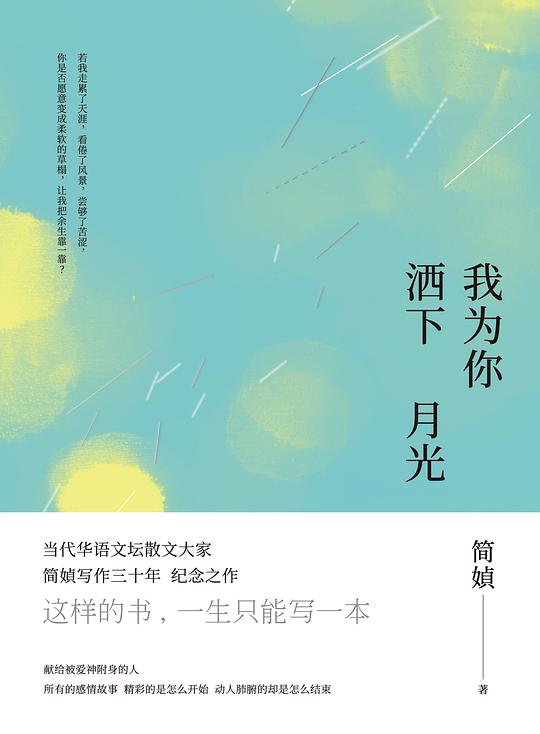 若我走累了天涯，看倦了风景，尝够了苦涩，
你是否愿意变成柔软的草榻，让我把余生靠一靠？
我为你
洒下 月光
简媜
著
当代华语文坛散文大家
简媜写作三十年 纪念之作
这样的书，一生只能写一本
献给被爱神附身的人
所有的感情故事 精彩的是怎么开始 动人肺腑的却是怎么结束